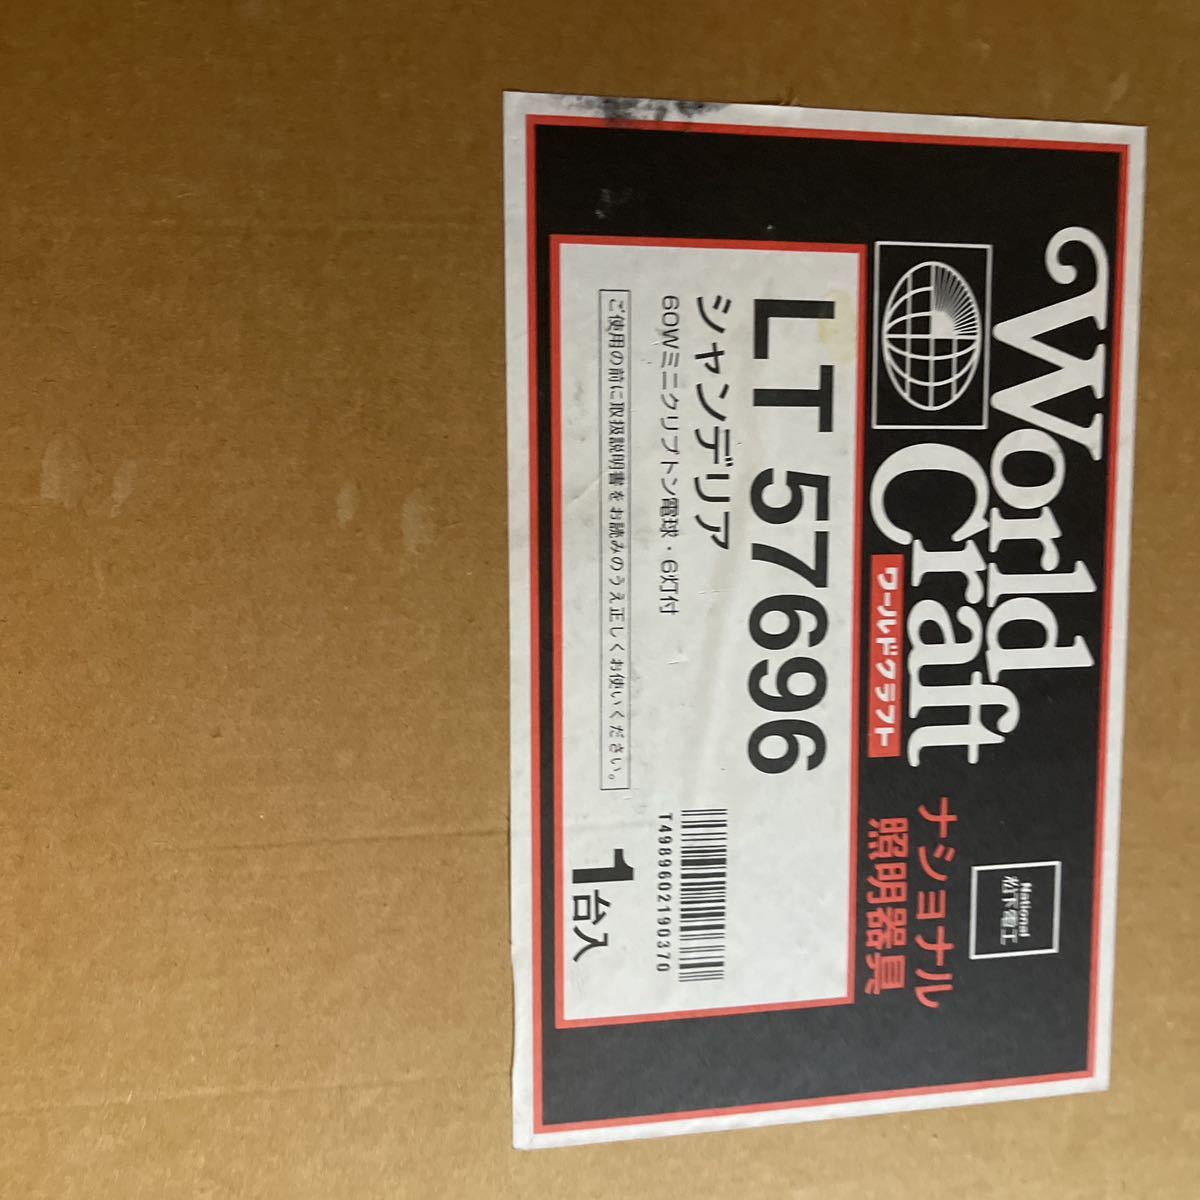 World
Craft
ワールドクラフト
National
松下電工
ナショナル
照明器具
LT 57696
シャンデリア
60Wミニクリプトン電球・6灯付
ご使用の前に取扱説明書をお読みのうえ正しくお使いください。
T4989602190370
1台入